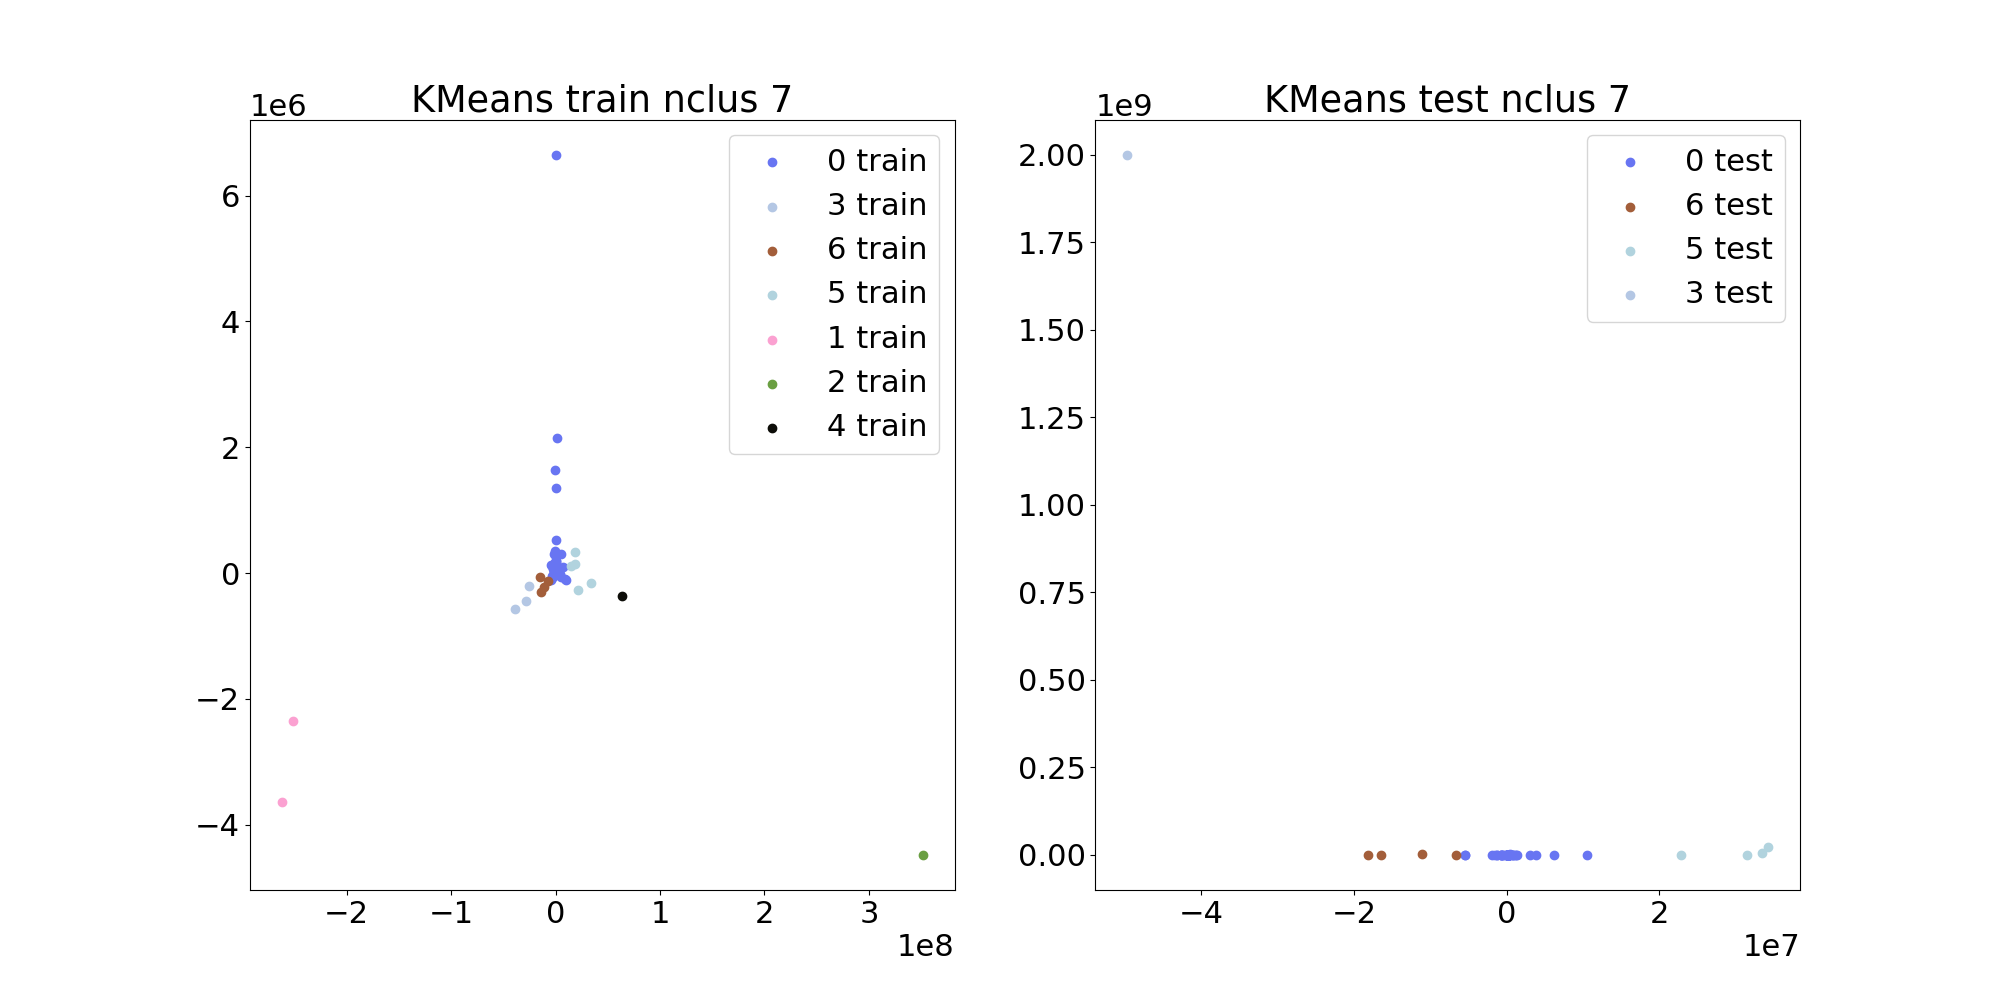 KMeans train nclus 7
1e6
6
4
2
0
−2
−4
−2
−1
0
1
2
3
1e8
0 train
3 train
6 train
5 train
1 train
2 train
4 train
KMeans test nclus 7
1e9
2.00
1.75
1.50
1.25
1.00
0.75
0.50
0.25
0.00
−4
−2
0
2
1e7
0 test
6 test
5 test
3 test